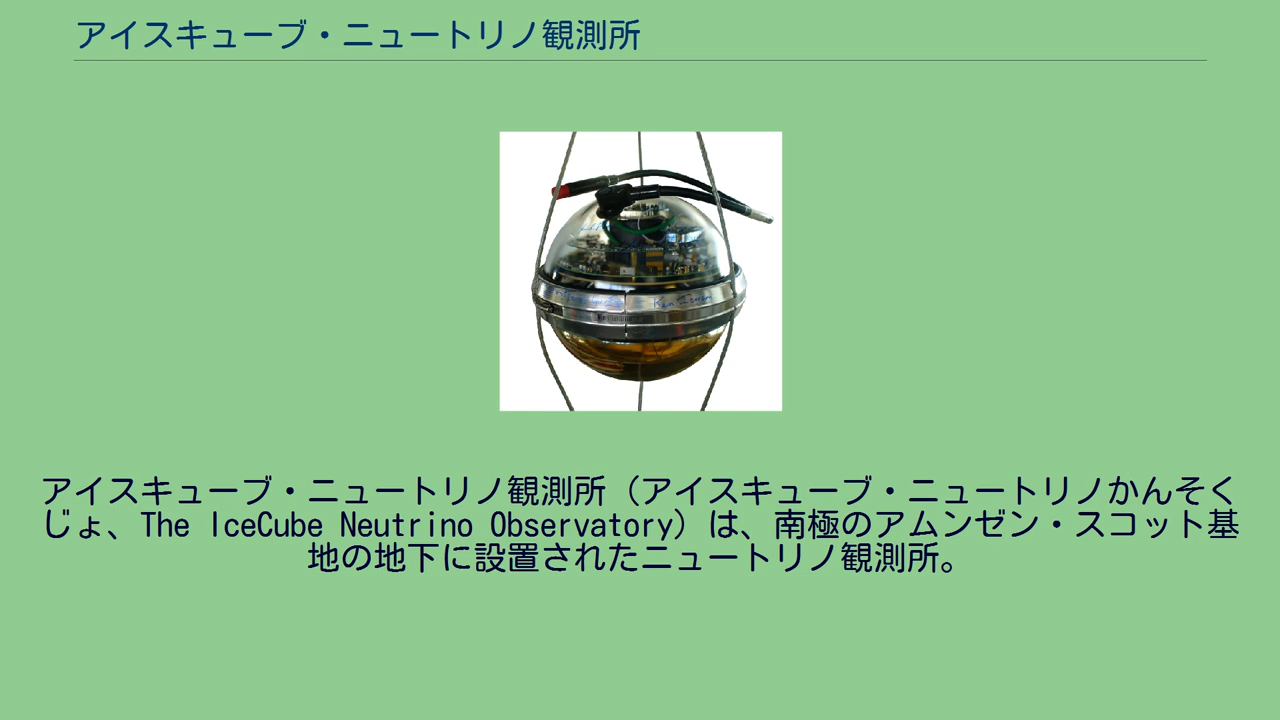 アイスキューブ・ニュートリノ観測所
アイスキューブ・ニュートリノ観測所（アイスキューブ・ニュートリノかんそく
じょ、The IceCube Neutrino Observatory）は、南極のアムンゼン・スコット基
地の地下に設置されたニュートリノ観測所。